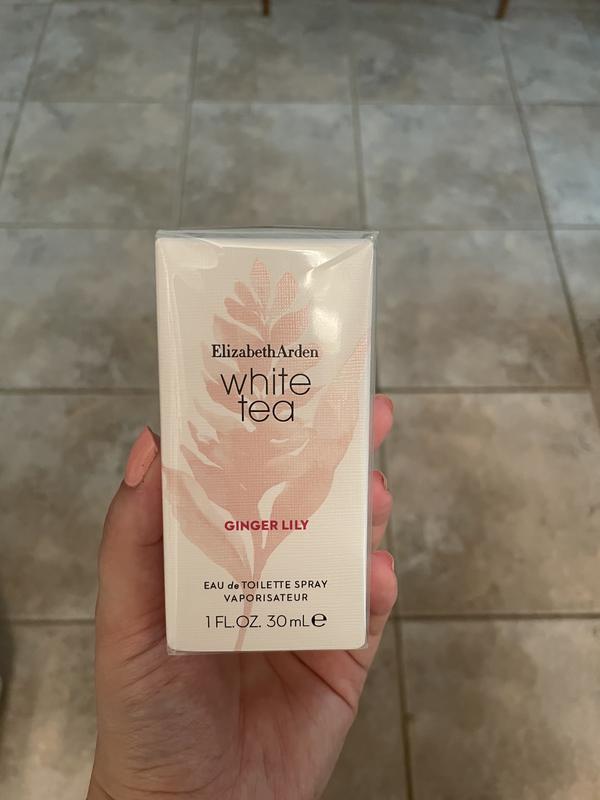 ElizabethArden
white
tea
GINGER LILY
EAU de TOILETTE SPRAY
VAPORISATEUR
1 FL.OZ. 30 mL ℮